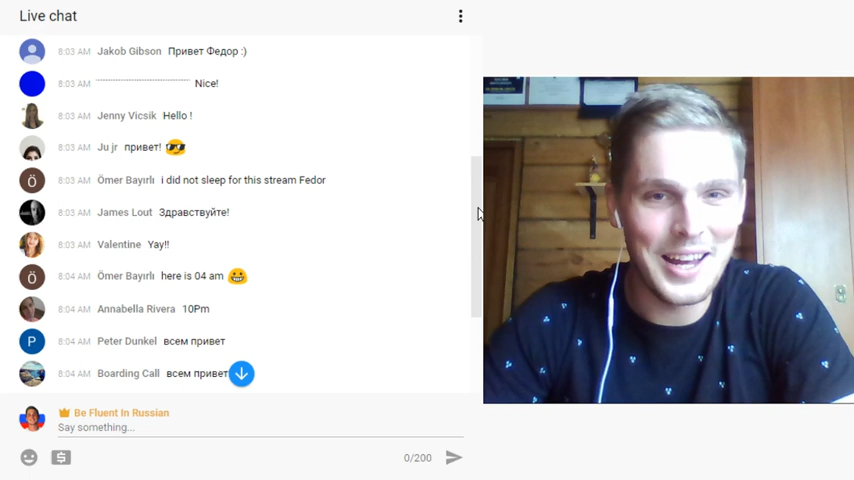 Live chat
8:03 AM Jakob Gibson Привет Федор :)
8:03 AM Nice!
8:03 AM Jenny Vicsik Hello !
8:03 AM Ju jr привет! 😎
8:03 AM Ömer Bayırlı i did not sleep for this stream Fedor
8:03 AM James Lout Здравствуйте!
8:03 AM Valentine Yay!!
8:04 AM Ömer Bayırlı here is 04 am 😀
8:04 AM Annabella Rivera 10Pm
8:04 AM Peter Dunkel всем привет
8:04 AM Boarding Call всем привет
Be Fluent In Russian
Say something...
0/200